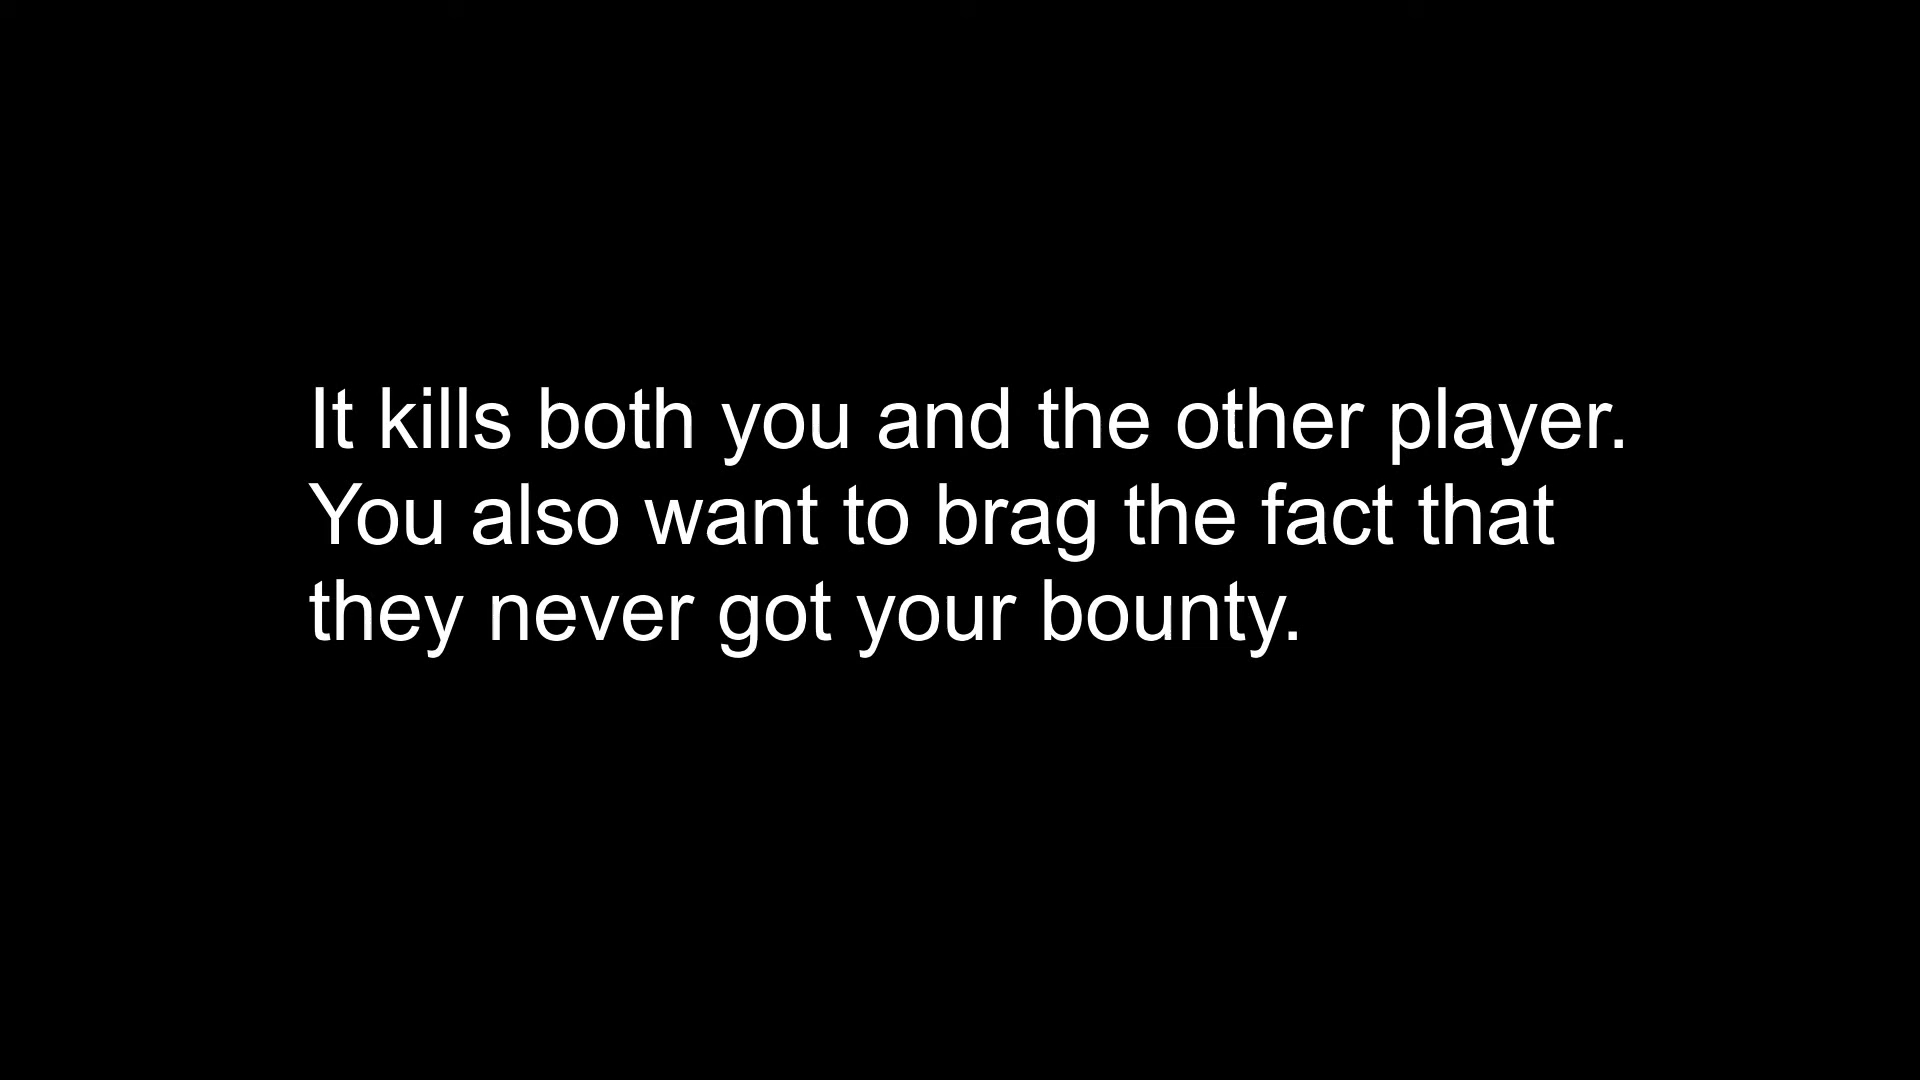 It kills both you and the other player.
You also want to brag the fact that
they never got your bounty.